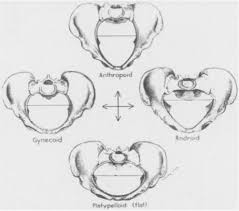 Anthropoid
Gynecoid
Android
Platypelloid (flat)